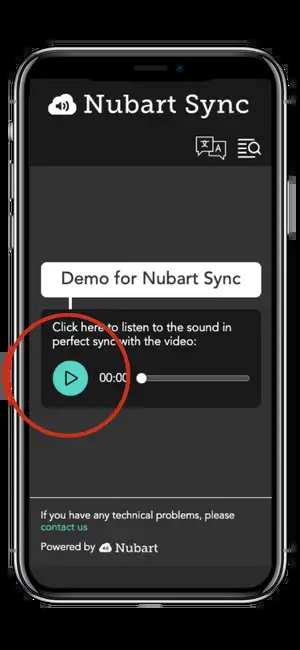 Nubart Sync
Demo for Nubart Sync
Click here to listen to the sound in
perfect sync with the video:
00:00
If you have any technical problems, please
contact us
Powered by Nubart